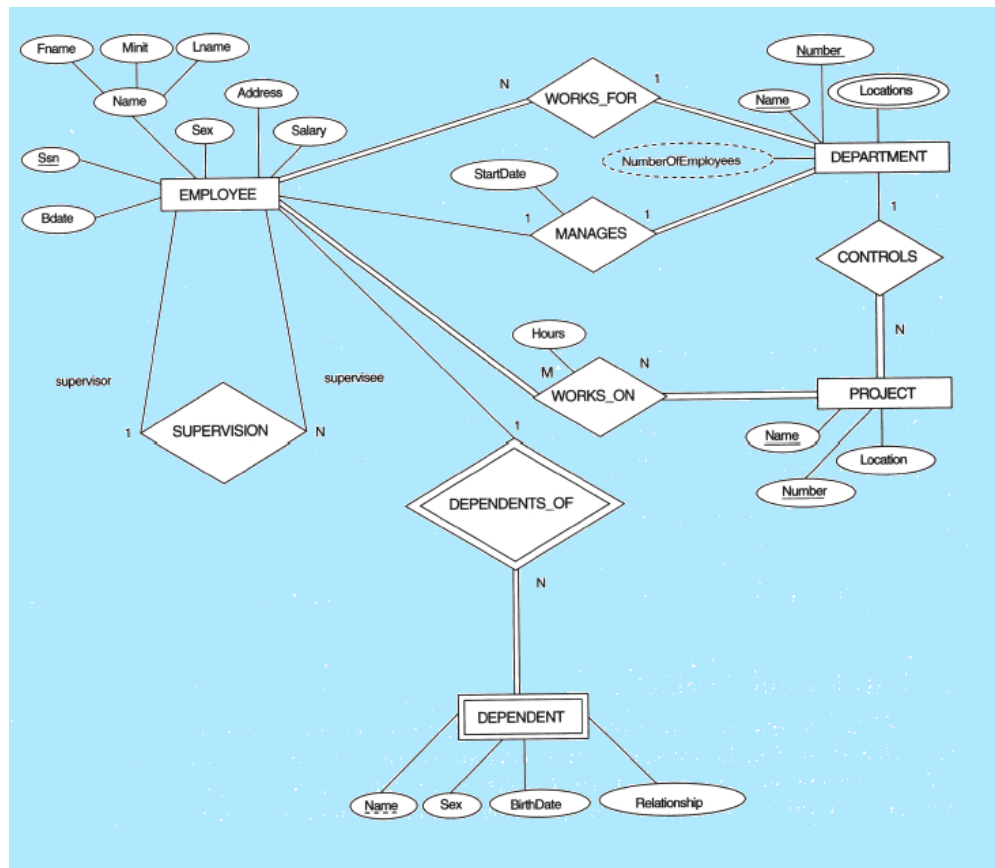 Fname
Minit
Lname
Number
Name
Address
N
WORKS_FOR
1
Name
Locations
Sex
Salary
Ssn
NumberOfEmployees
DEPARTMENT
StartDate
EMPLOYEE
Bdate
1
MANAGES
1
1
CONTROLS
Hours
N
supervisor
supervisee
M
N
WORKS_ON
PROJECT
1
SUPERVISION
N
1
Name
Location
Number
DEPENDENTS_OF
N
DEPENDENT
Name
Sex
BirthDate
Relationship